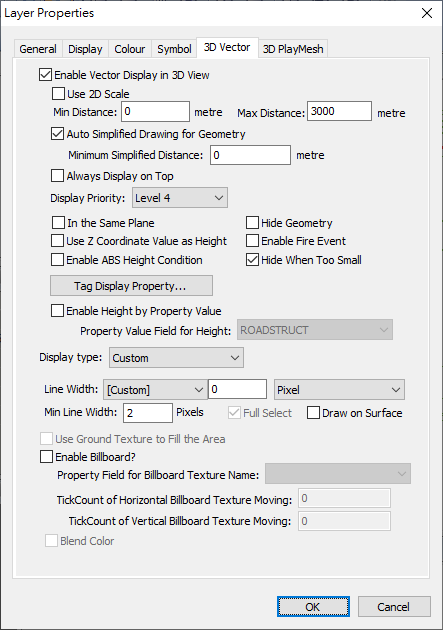 Layer Properties
General Display Colour Symbol 3D Vector 3D PlayMesh
Enable Vector Display in 3D View
Use 2D Scale
Min Distance: 0 metre Max Distance: 3000 metre
Auto Simplified Drawing for Geometry
Minimum Simplified Distance: 0 metre
Always Display on Top
Display Priority: Level 4
In the Same Plane Hide Geometry
Use Z Coordinate Value as Height Enable Fire Event
Enable ABS Height Condition Hide When Too Small
Tag Display Property...
Enable Height by Property Value
Property Value Field for Height: ROADSTRUCT
Display type: Custom
Line Width: [Custom] 0 Pixel
Min Line Width: 2 Pixels Full Select Draw on Surface
Use Ground Texture to Fill the Area
Enable Billboard?
Property Field for Billboard Texture Name:
TickCount of Horizontal Billboard Texture Moving: 0
TickCount of Vertical Billboard Texture Moving: 0
Blend Color
OK Cancel